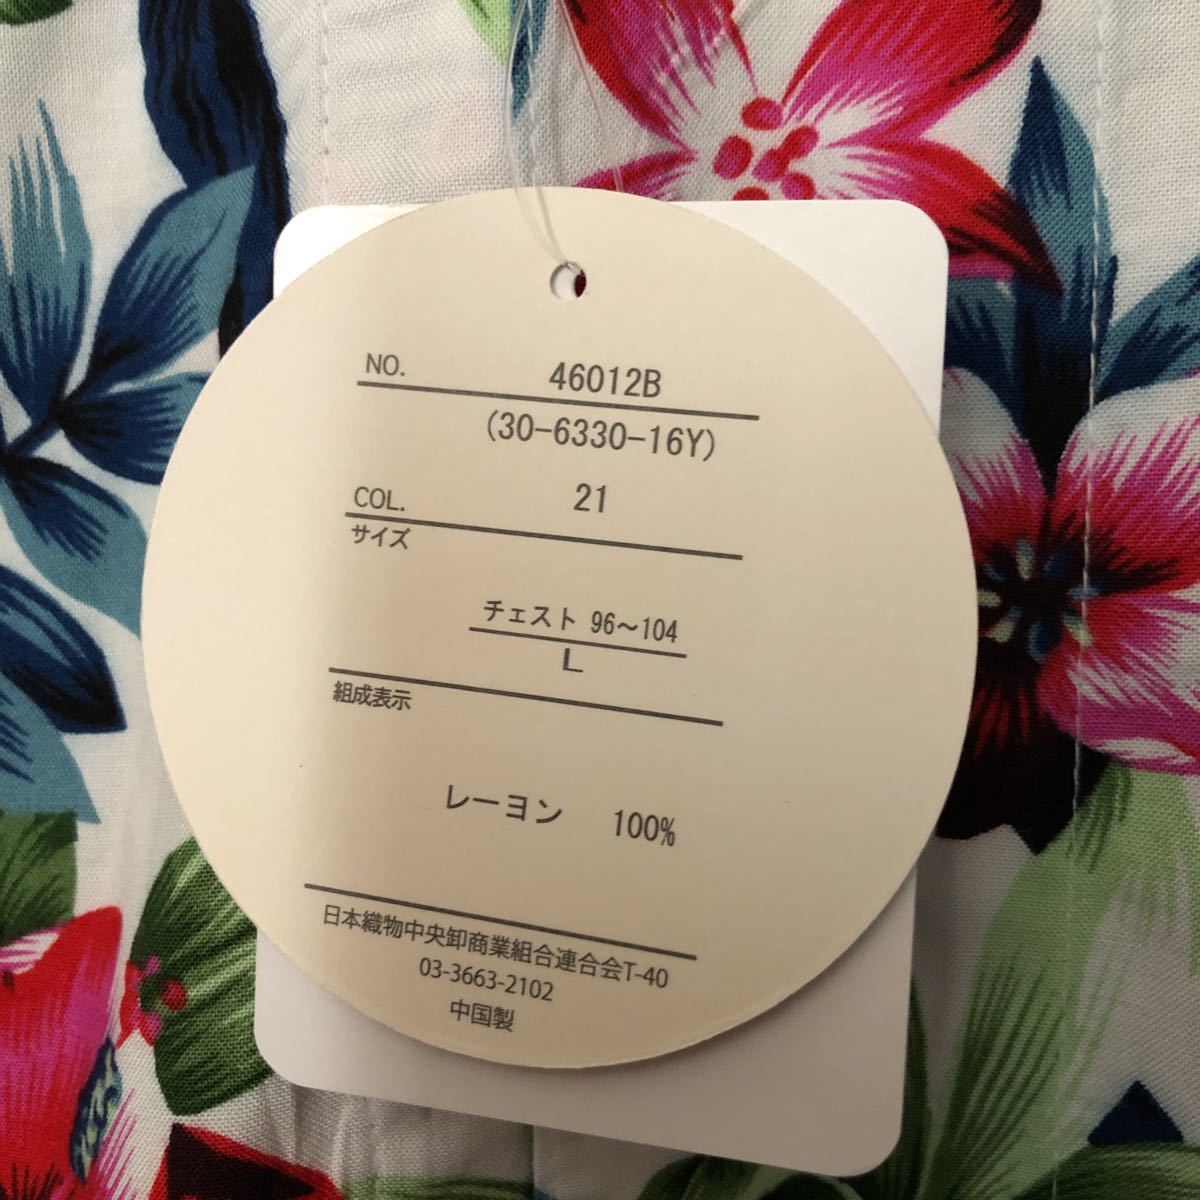 NO. 46012B
(30-6330-16Y)
COL. 21
サイズ
チェスト 96～104
L
組成表示
レーヨン 100%
日本織物中央卸商業組合連合会T-40
03-3663-2102
中国製